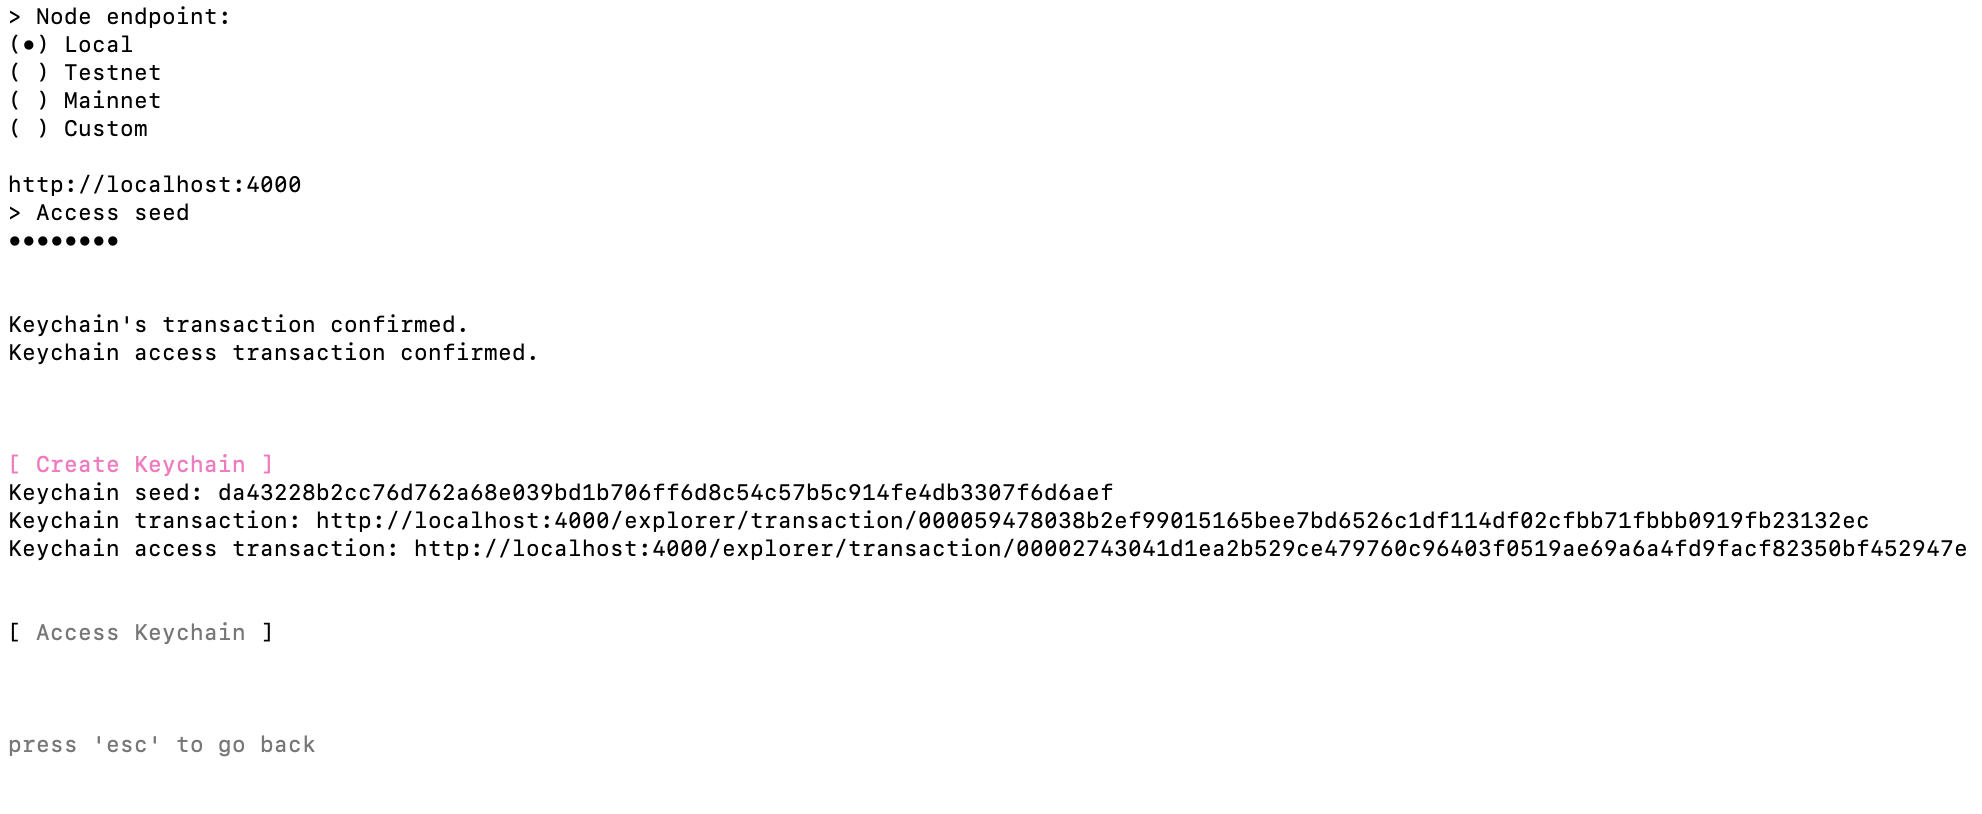 > Node endpoint:
(•) Local
( ) Testnet
( ) Mainnet
( ) Custom
http://localhost:4000
> Access seed
••••••••
Keychain's transaction confirmed.
Keychain access transaction confirmed.
[ Create Keychain ]
Keychain seed: da43228b2cc76d762a68e039bd1b706ff6d8c54c57b5c914fe4db3307f6d6aef
Keychain transaction: http://localhost:4000/explorer/transaction/000059478038b2ef99015165bee7bd6526c1df114df02cfbb71fbbb0919fb23132ec
Keychain access transaction: http://localhost:4000/explorer/transaction/00002743041d1ea2b529ce479760c96403f0519ae69a6a4fd9facf82350bf452947e
[ Access Keychain ]
press 'esc' to go back